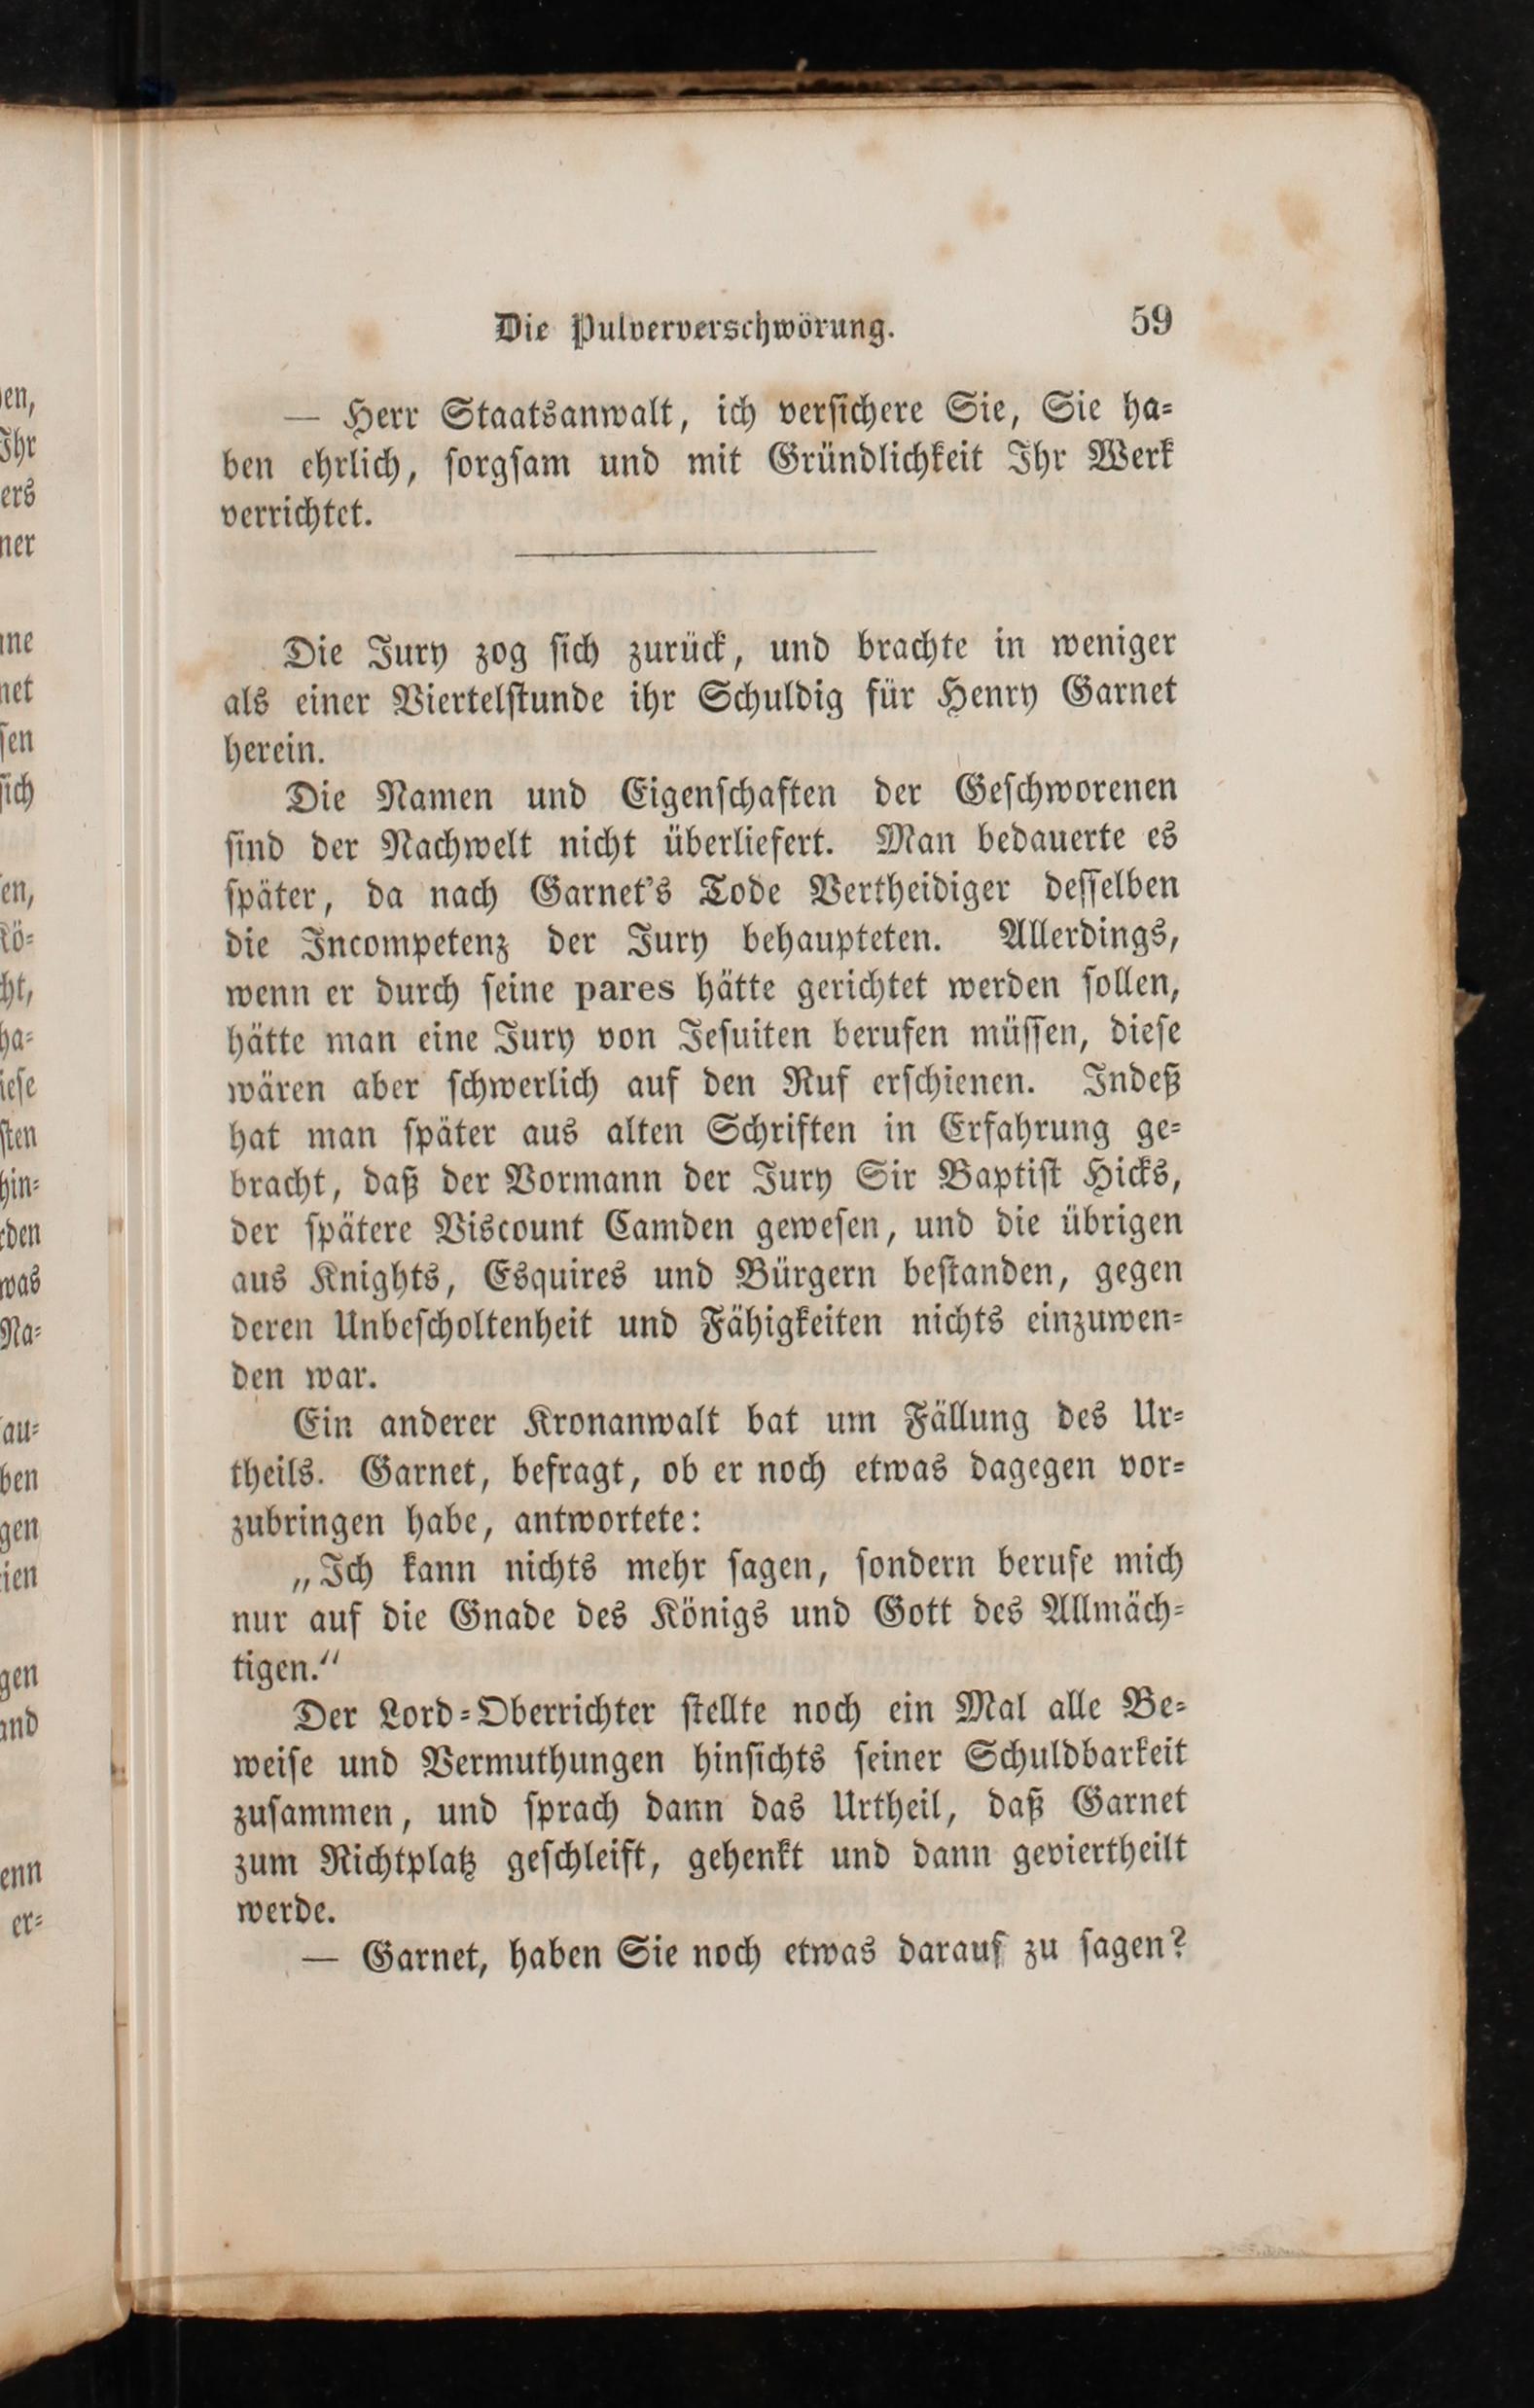 Die Pulververschwörung. 59
— Herr Staatsanwalt, ich verſichere Sie, Sie ha⸗
ben ehrlich, ſorgſam und mit Gründlichkeit Ihr Werk
verrichtet.
Die Jury zog ſich zurück, und brachte in weniger
als einer Viertelſtunde ihr Schuldig für Henry Garnet
herein.
Die Namen und Eigenſchaften der Geſchworenen
ſind der Nachwelt nicht überliefert. Man bedauerte es
ſpäter, da nach Garnet's Tode Vertheidiger deſſelben
die Incompetenz der Jury behaupteten. Allerdings,
wenn er durch ſeine pares hätte gerichtet werden ſollen,
hätte man eine Jury von Jeſuiten berufen müſſen, dieſe
wären aber ſchwerlich auf den Ruf erſchienen. Indeß
hat man ſpäter aus alten Schriften in Erfahrung ge⸗
bracht, daß der Vormann der Jury Sir Baptiſt Hicks,
der ſpätere Viscount Camden geweſen, und die übrigen
aus Knights, Esquires und Bürgern beſtanden, gegen
deren Unbeſcholtenheit und Fähigkeiten nichts einzuwen⸗
den war.
Ein anderer Kronanwalt bat um Fällung des Ur⸗
theils. Garnet, befragt, ob er noch etwas dagegen vor⸗
zubringen habe, antwortete:
„Ich kann nichts mehr ſagen, ſondern berufe mich
nur auf die Gnade des Königs und Gott des Allmäch⸗
tigen.“
Der Lord⸗Oberrichter ſtellte noch ein Mal alle Be⸗
weiſe und Vermuthungen hinſichts ſeiner Schuldbarkeit
zuſammen, und ſprach dann das Urtheil, daß Garnet
zum Richtplatz geſchleift, gehenkt und dann geviertheilt
werde.
— Garnet, haben Sie noch etwas darauf zu ſagen?